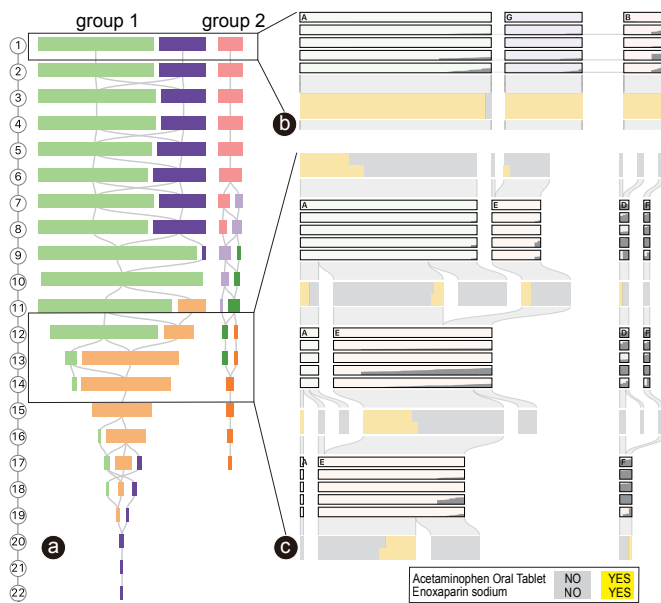 group 1 group 2
A G B
1
2
b
3
4
5
6
7
A E D F
8
9
10
11
12
A E D F
13
14
15
16
17
A E F
18
19
20
a c
21
Acetaminophen Oral Tablet NO YES
Enoxaparin sodium NO YES
22